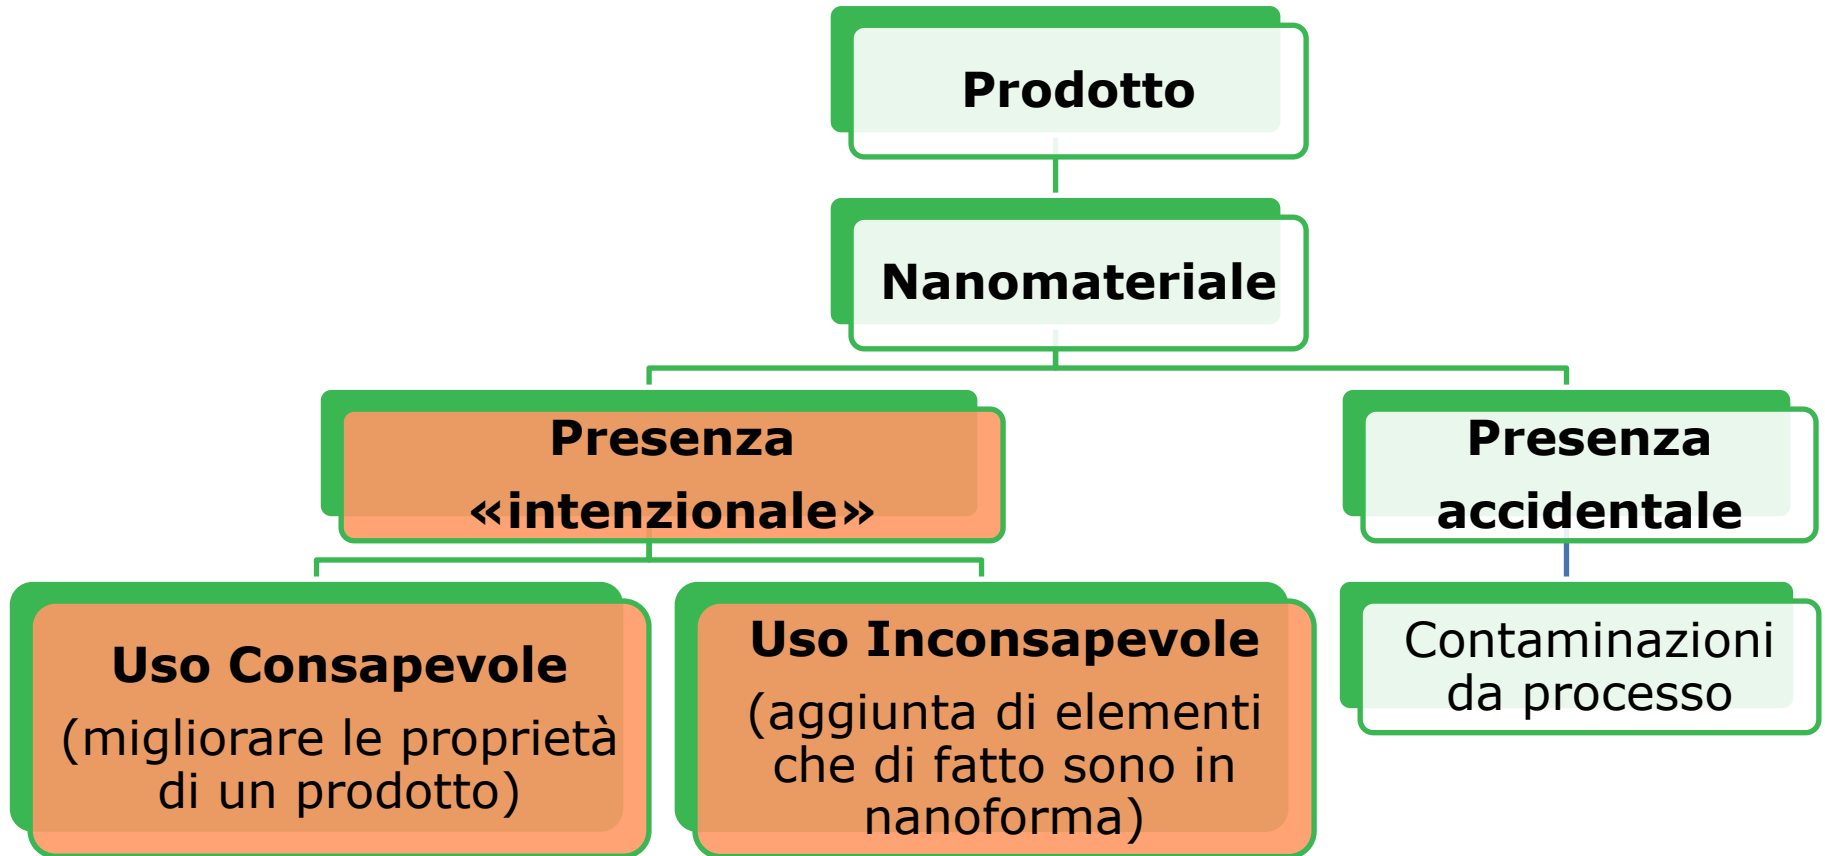 Prodotto
Nanomateriale
Presenza
«intenzionale»
Presenza
accidentale
Uso Consapevole
(migliorare le proprietà
di un prodotto)
Uso Inconsapevole
(aggiunta di elementi
che di fatto sono in
nanoforma)
Contaminazioni
da processo